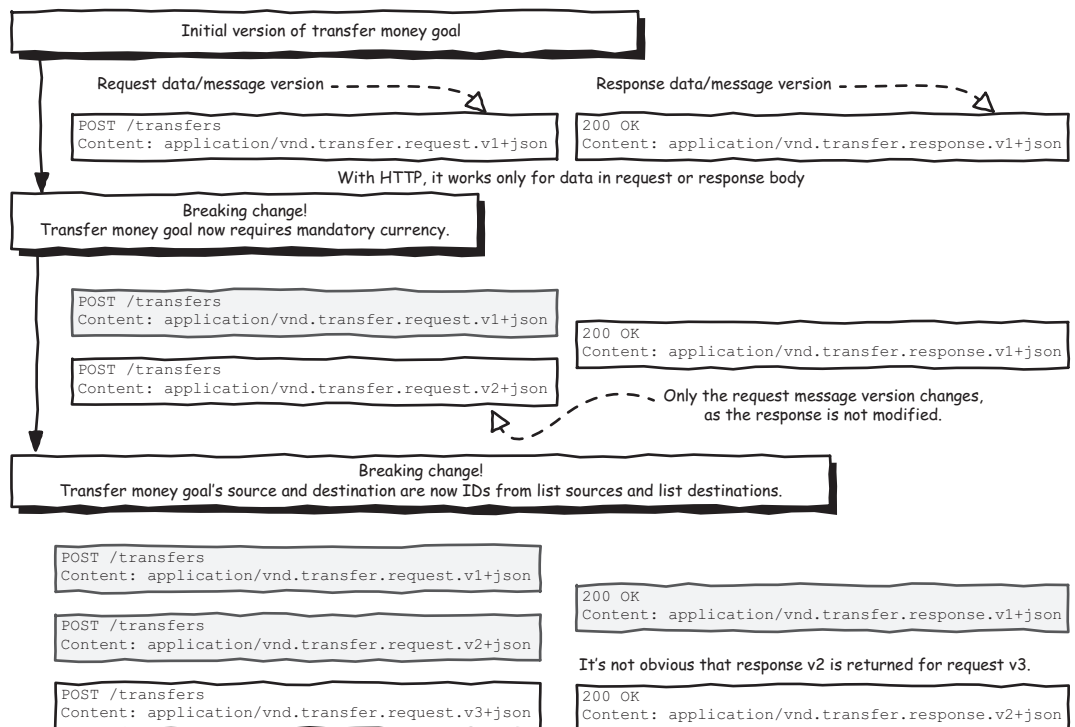 Initial version of transfer money goal
Request data/message version
Response data/message version
POST /transfers
Content: application/vnd.transfer.request.v1+json
200 OK
Content: application/vnd.transfer.response.v1+json
With HTTP, it works only for data in request or response body
Breaking change!
Transfer money goal now requires mandatory currency.
POST /transfers
Content: application/vnd.transfer.request.v1+json
200 OK
Content: application/vnd.transfer.response.v1+json
POST /transfers
Content: application/vnd.transfer.request.v2+json
Only the request message version changes,
as the response is not modified.
Breaking change!
Transfer money goal's source and destination are now IDs from list sources and list destinations.
POST /transfers
Content: application/vnd.transfer.request.v1+json
200 OK
Content: application/vnd.transfer.response.v1+json
POST /transfers
Content: application/vnd.transfer.request.v2+json
It's not obvious that response v2 is returned for request v3.
POST /transfers
Content: application/vnd.transfer.request.v3+json
200 OK
Content: application/vnd.transfer.response.v2+json